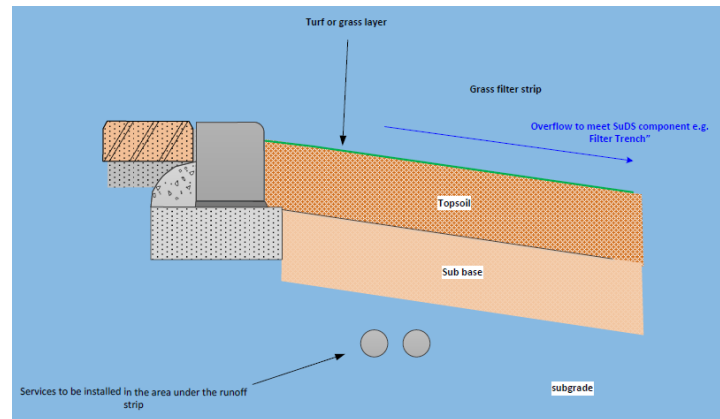 Turf or grass layer
Grass filter strip
Overflow to meet SuDS component e.g.
Filter Trench”
Topsoil
Sub base
Services to be installed in the area under the runoff
strip
subgrade